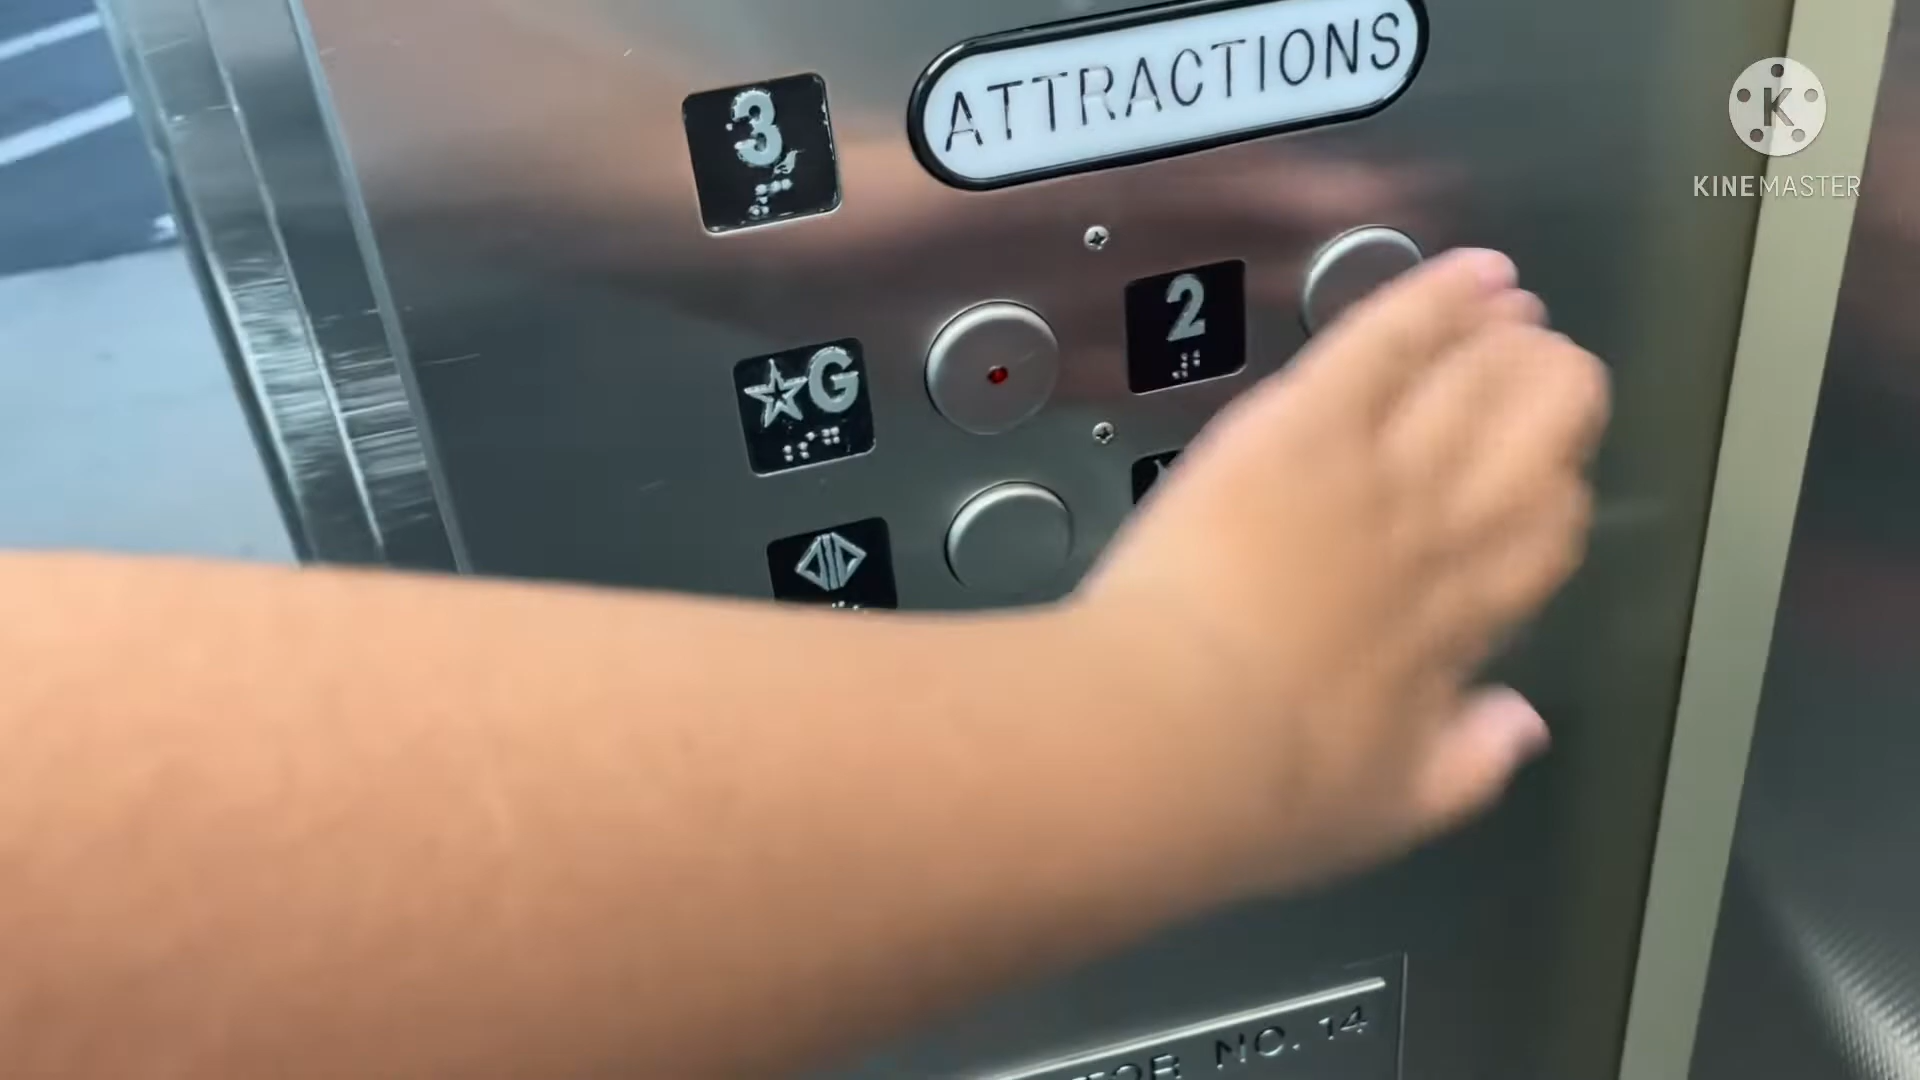 ATTRACTIONS
3
2
☆G
NO. 14
K
KINEMASTER